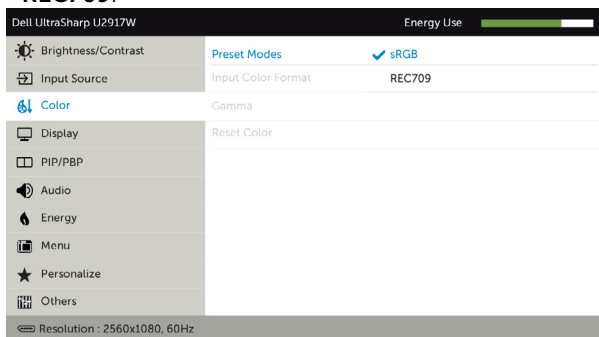 REC709.
Dell UltraSharp U2917W Energy Use
Brightness/Contrast Preset Modes sRGB
Input Source Input Color Format REC709
Color Gamma
Display Reset Color
PIP/PBP
Audio
Energy
Menu
Personalize
Others
Resolution : 2560x1080, 60Hz